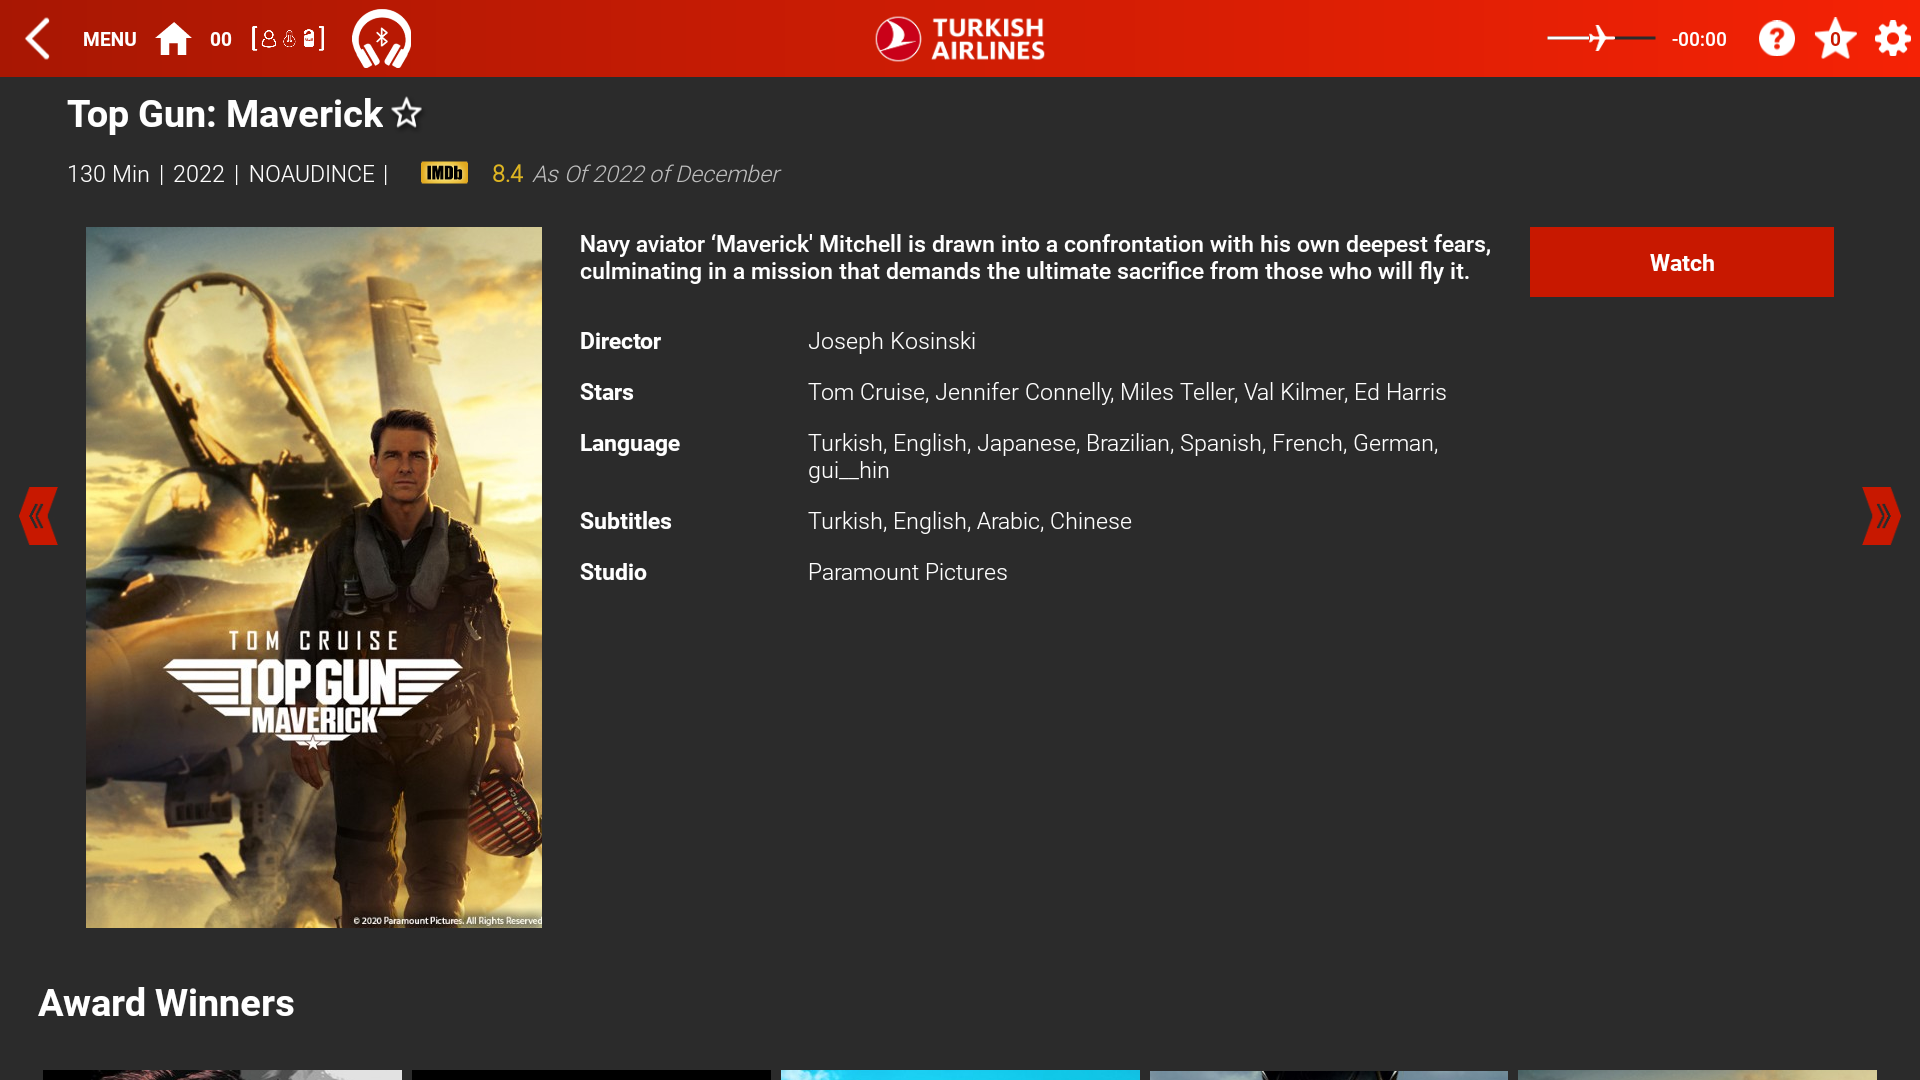 MENU 00 TURKISH AIRLINES -00:00 ? 0
Top Gun: Maverick
130 Min | 2022 | NOAUDINCE | IMDb 8.4 As Of 2022 of December
Navy aviator ‘Maverick' Mitchell is drawn into a confrontation with his own deepest fears,
culminating in a mission that demands the ultimate sacrifice from those who will fly it.
Watch
Director Joseph Kosinski
Stars Tom Cruise, Jennifer Connelly, Miles Teller, Val Kilmer, Ed Harris
Language Turkish, English, Japanese, Brazilian, Spanish, French, German,
gui__hin
Subtitles Turkish, English, Arabic, Chinese
Studio Paramount Pictures
TOM CRUISE
TOP GUN
MAVERICK
MAVERICK
© 2020 Paramount Pictures. All Rights Reserved
Award Winners